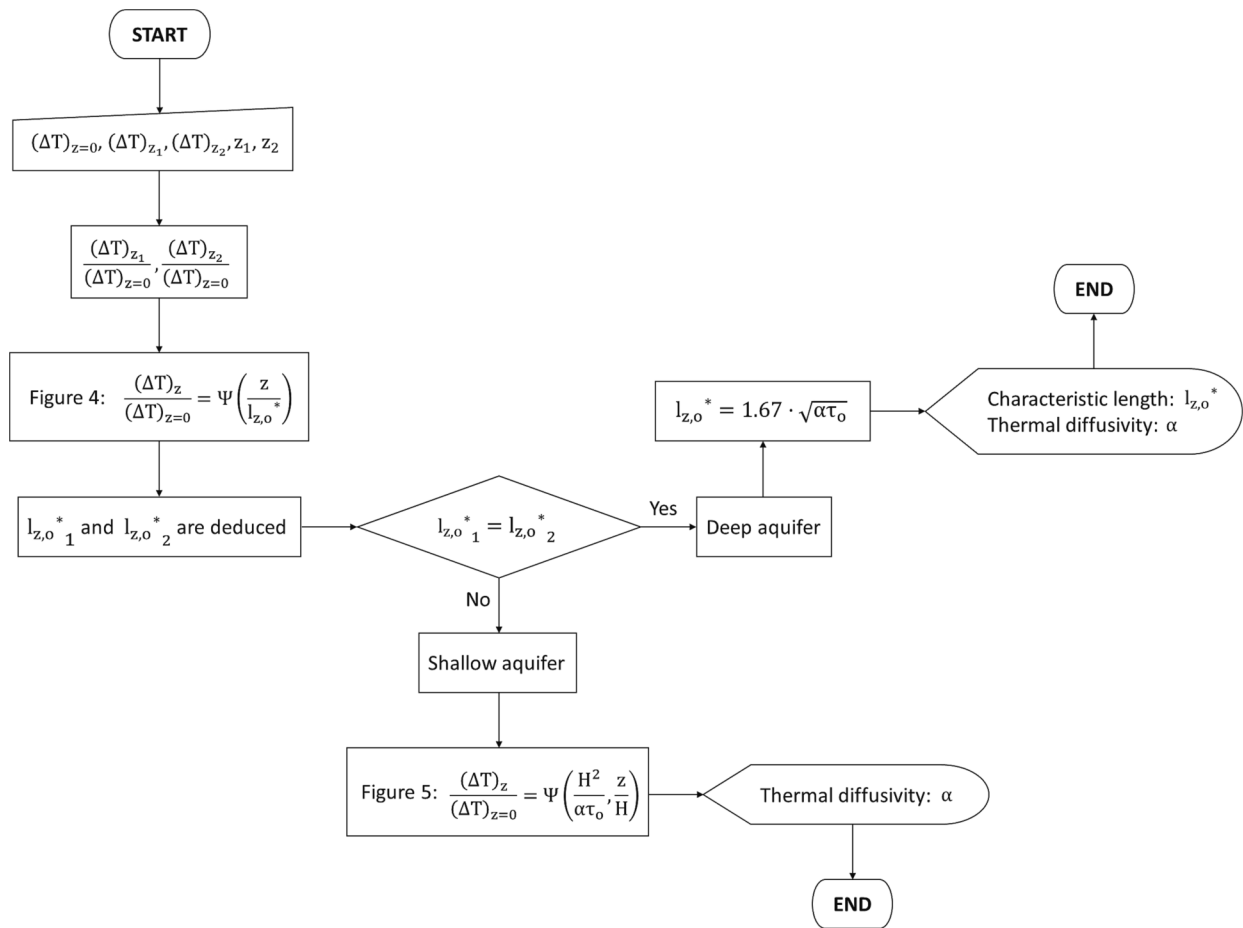 START
(ΔT)z=0, (ΔT)z1, (ΔT)z2, z1, z2
(ΔT)z1/(ΔT)z=0, (ΔT)z2/(ΔT)z=0
Figure 4: (ΔT)z/(ΔT)z=0 = Ψ(z/lz,o*)
lz,o*1 and lz,o*2 are deduced
lz,o*1 = lz,o*2
Yes
Deep aquifer
lz,o* = 1.67 · √ατo
Characteristic length: lz,o*
Thermal diffusivity: α
END
No
Shallow aquifer
Figure 5: (ΔT)z/(ΔT)z=0 = Ψ(H²/ατo, z/H)
Thermal diffusivity: α
END